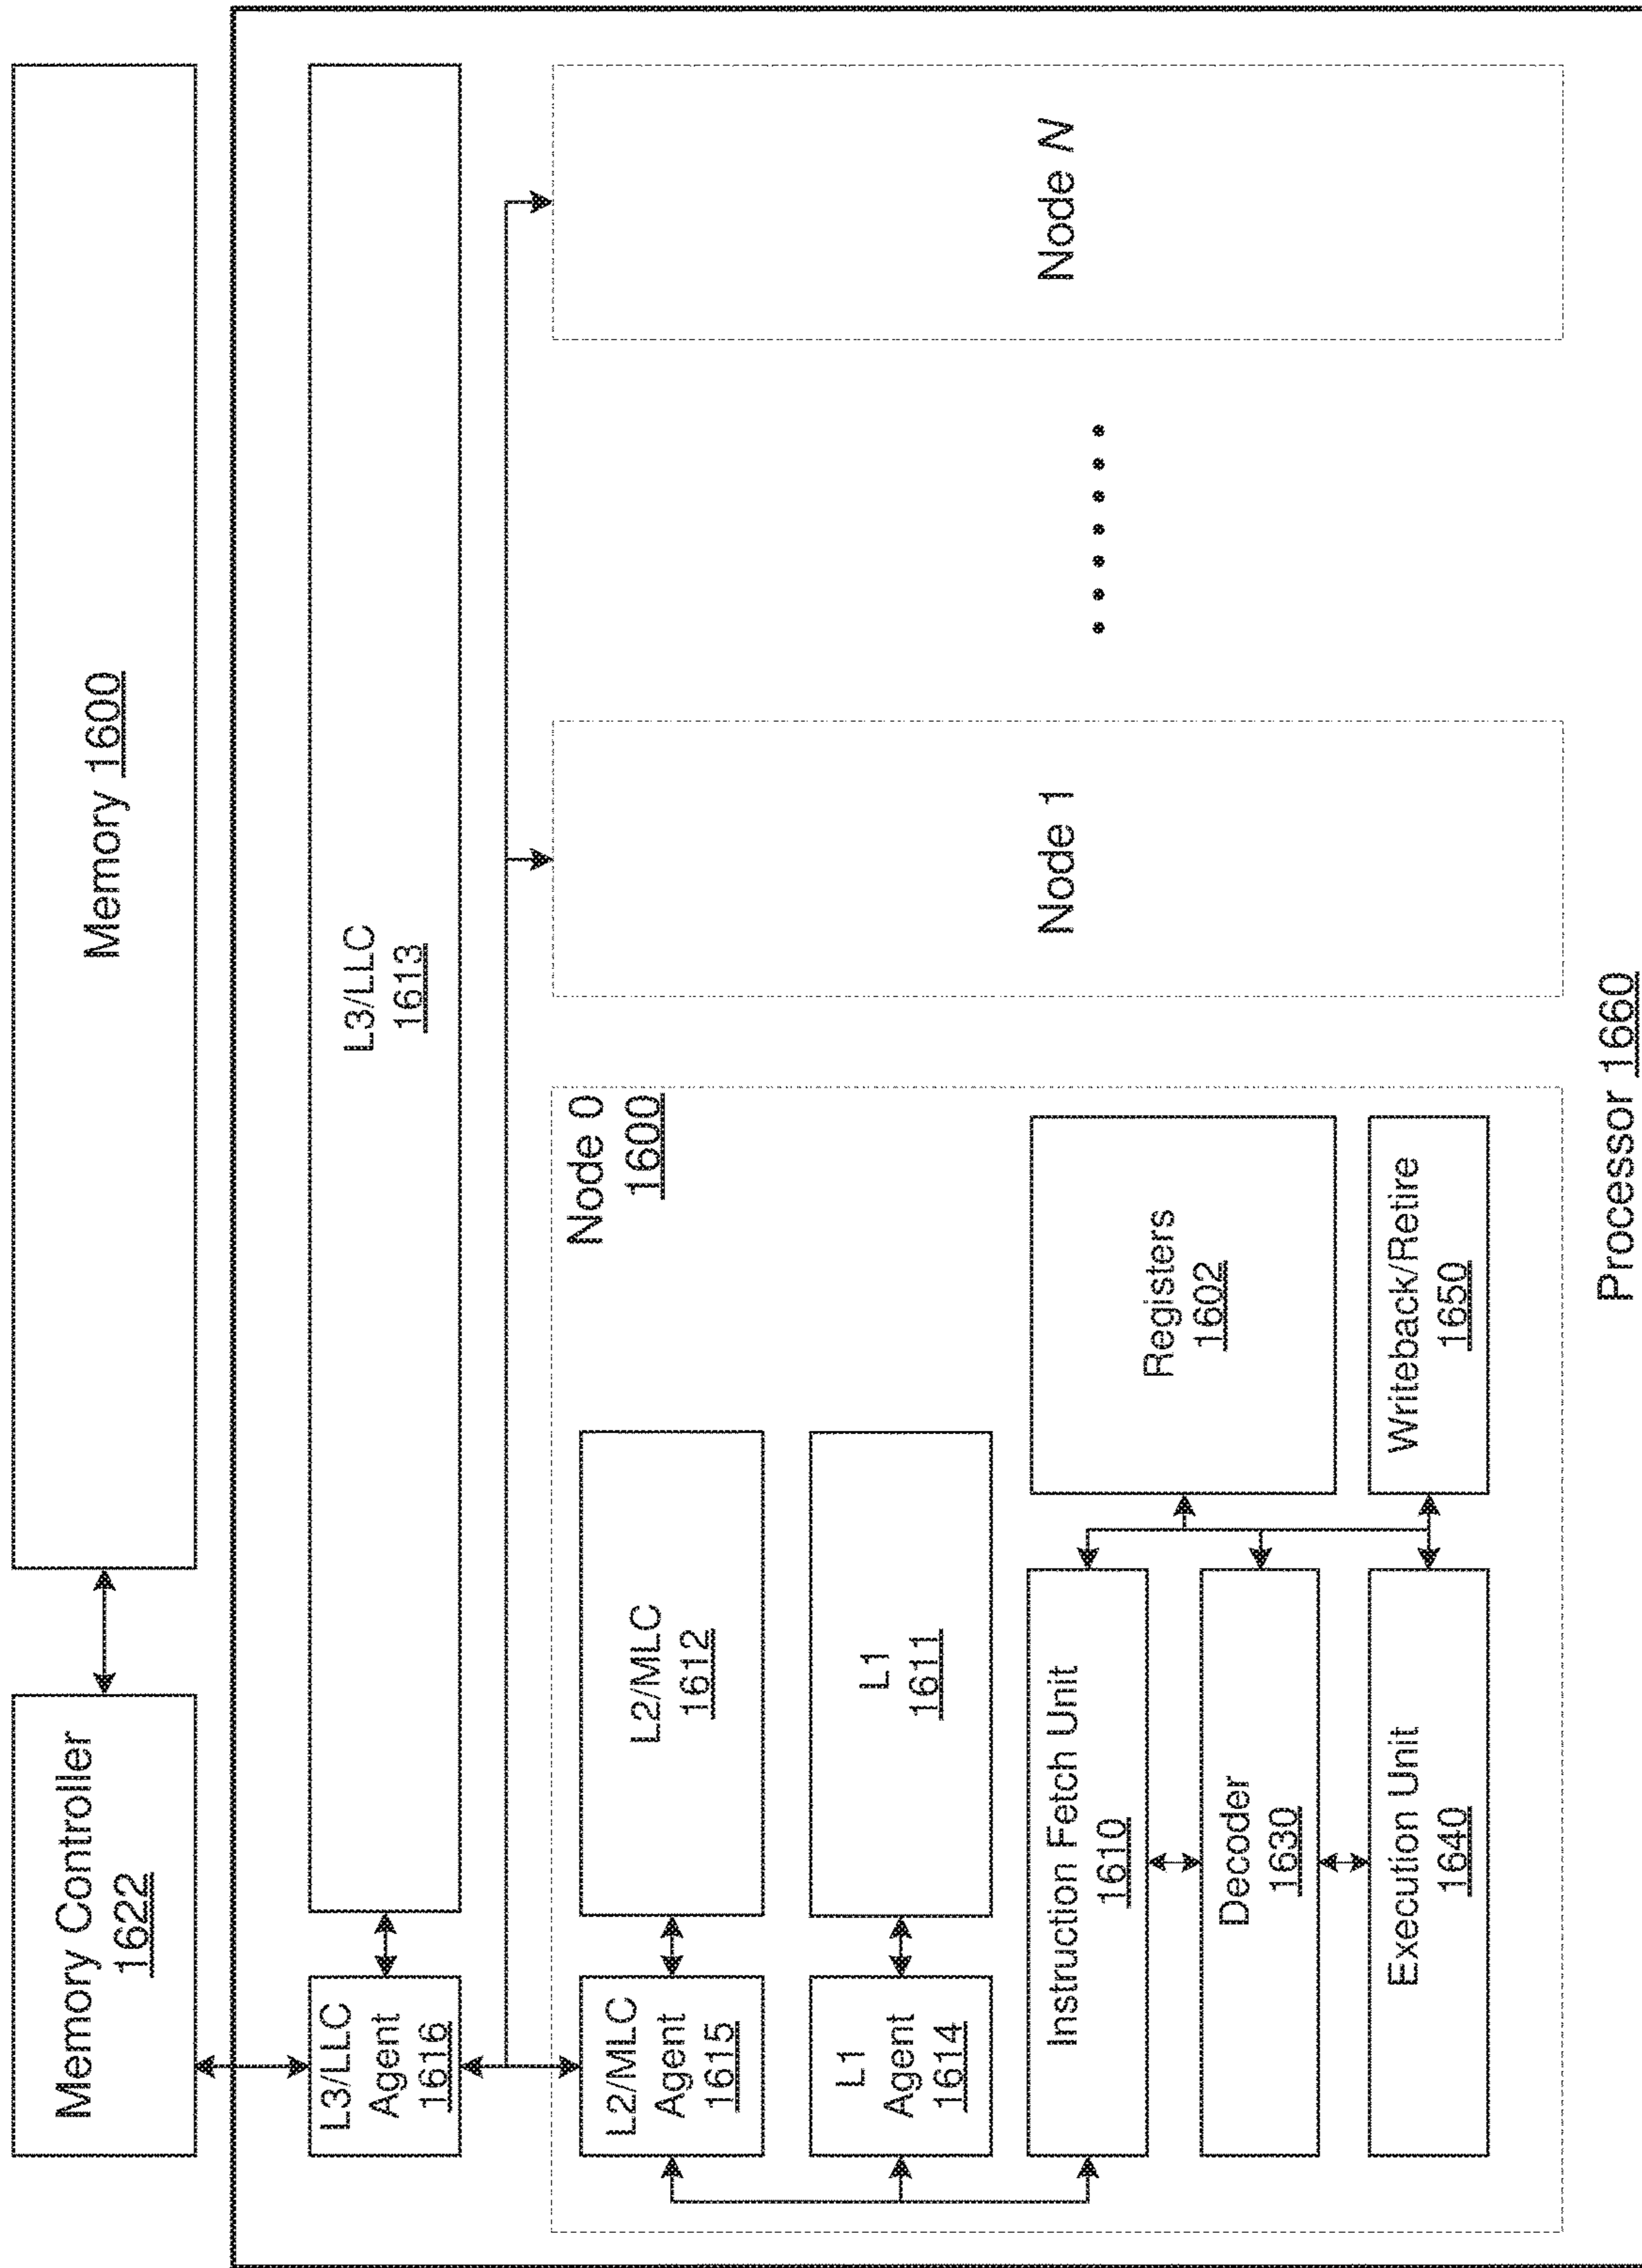 Memory Controller
1622
Memory 1600
L3/LLC
Agent
1616
L3/LLC
1613
L2/MLC
Agent
1615
L2/MLC
1612
Node 0
1600
L1
Agent
1614
L1
1611
Instruction Fetch Unit
1610
Registers
1602
Decoder
1630
Execution Unit
1640
Writeback/Retire
1650
Node 1
Node N
Processor 1660